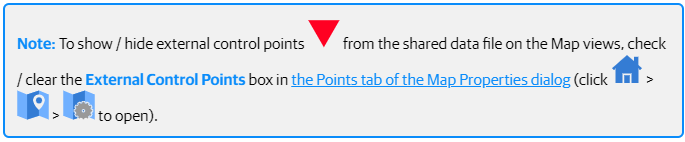 Note: To show / hide external control points from the shared data file on the Map views, check
/ clear the External Control Points box in the Points tab of the Map Properties dialog (click >
> to open).